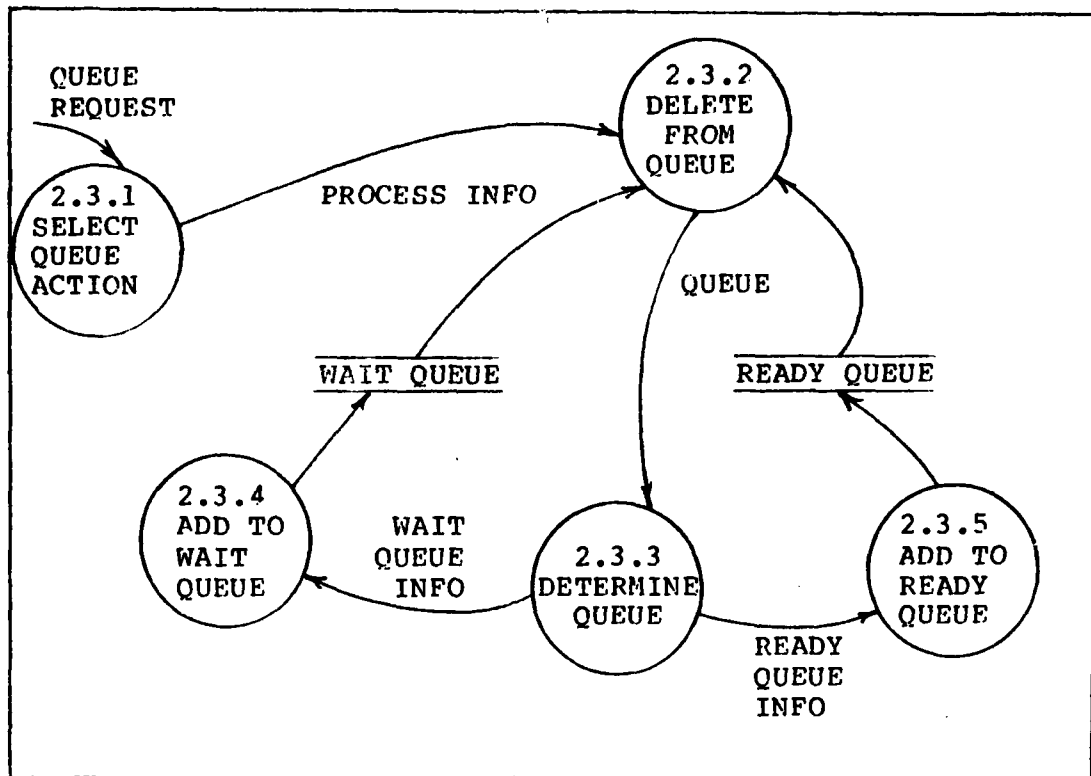 QUEUE
REQUEST
2.3.1
SELECT
QUEUE
ACTION
PROCESS INFO
2.3.2
DELETE
FROM
QUEUE
QUEUE
WAIT QUEUE
READY QUEUE
2.3.4
ADD TO
WAIT
QUEUE
WAIT
QUEUE
INFO
2.3.3
DETERMINE
QUEUE
READY
QUEUE
INFO
2.3.5
ADD TO
READY
QUEUE